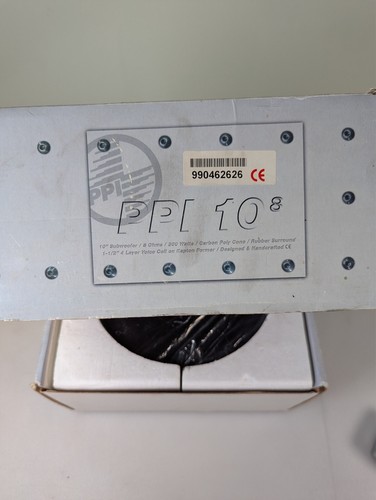 990462626 CE
PPI
PPI 10⁸
10" Subwoofer / 8 Ohms / 200 Watts / Carbon Poly Cone / Rubber Surround
1-1/2" 4 Layer Voice Coil on Kapton Former / Designed & Handcrafted CE